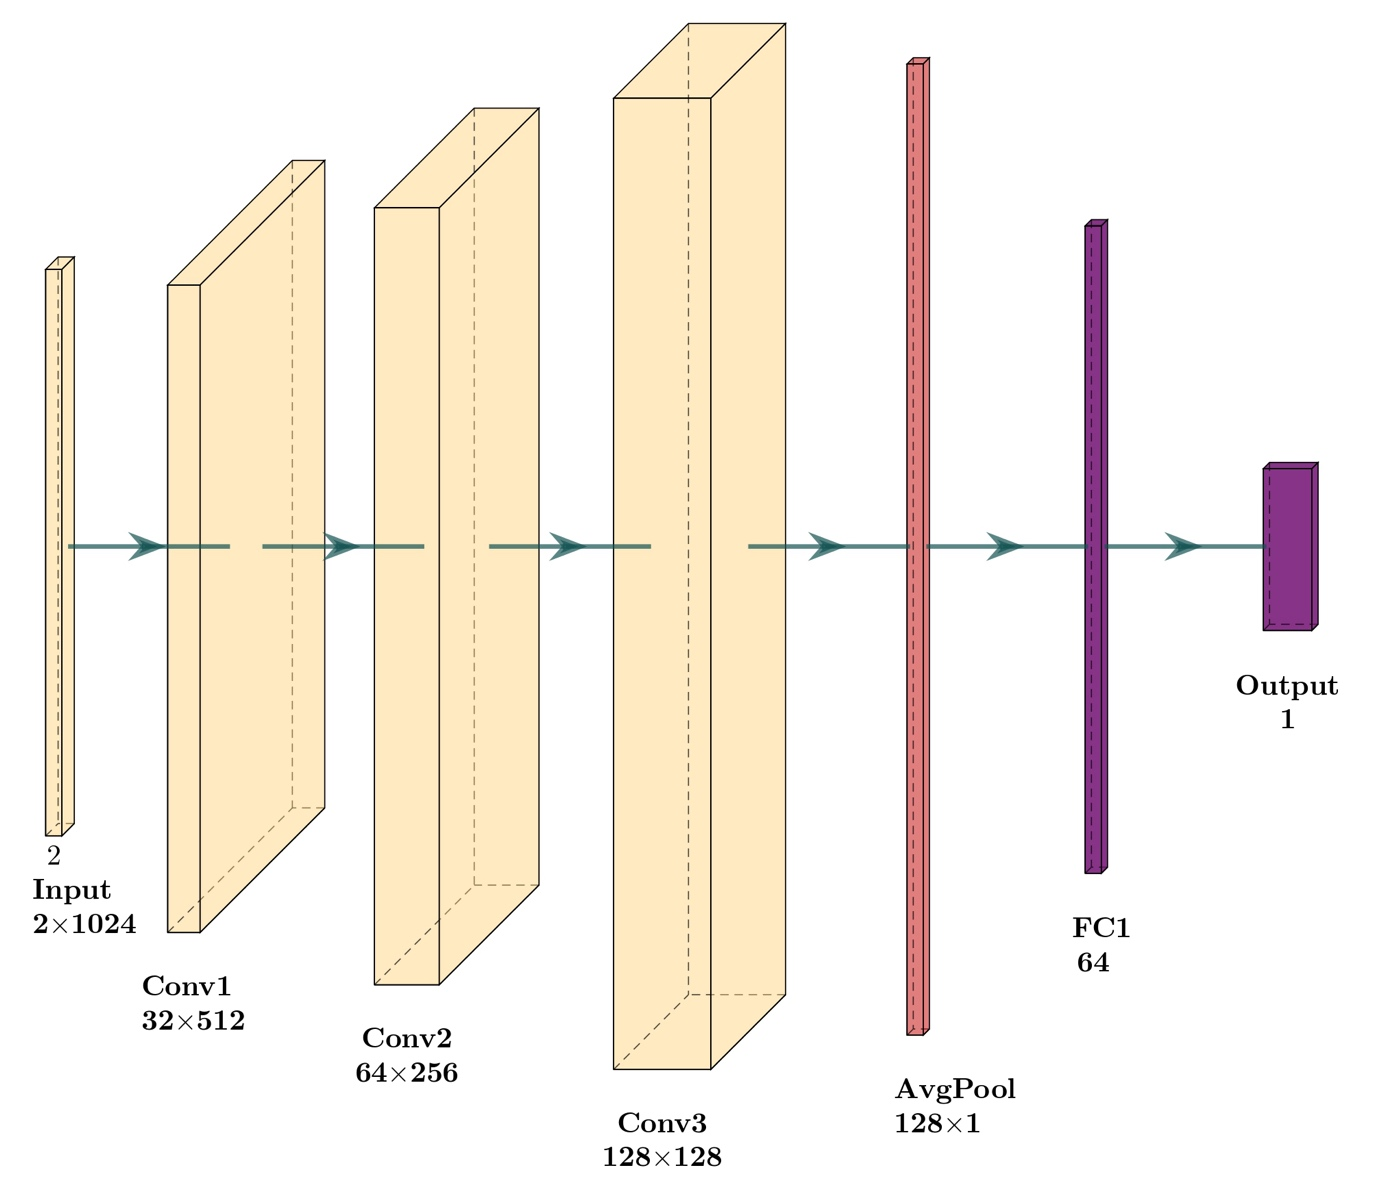 2
Input
2×1024
Conv1
32×512
Conv2
64×256
Conv3
128×128
AvgPool
128×1
FC1
64
Output
1